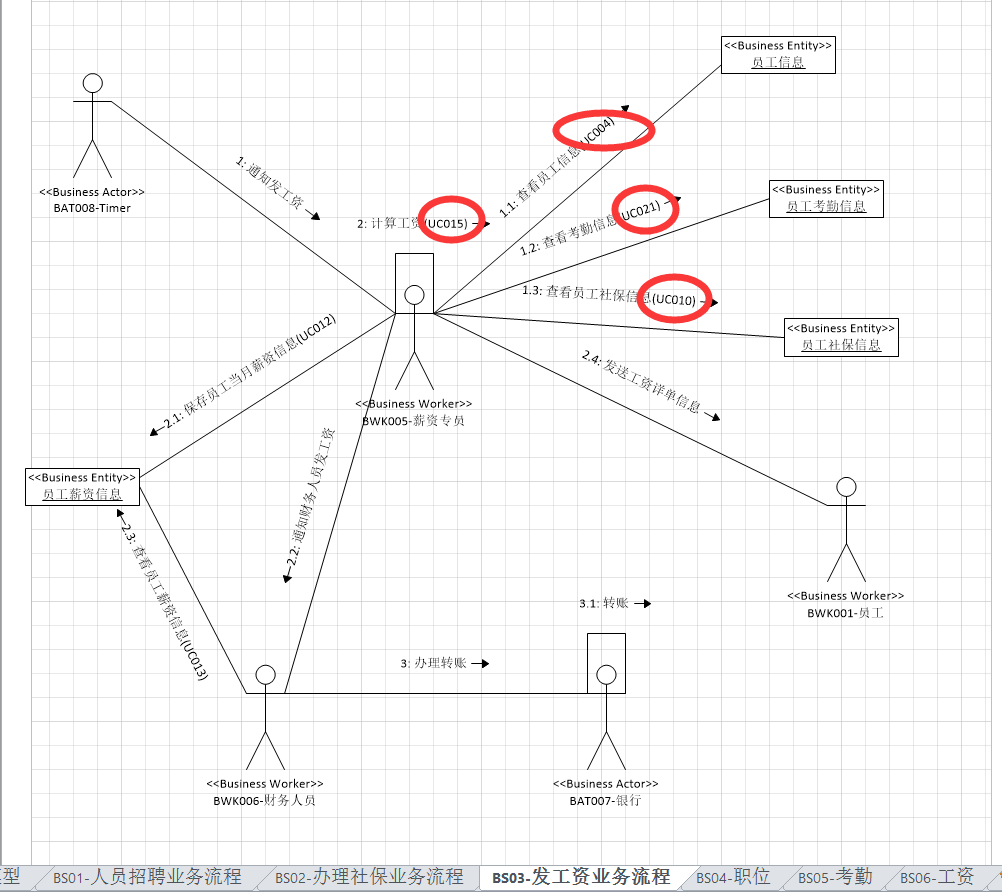 <<Business Entity>>
员工信息
<<Business Actor>>
BAT008-Timer
1: 通知发工资
1.1: 查看员工信息(UC004)
<<Business Entity>>
员工考勤信息
2: 计算工资(UC015)
1.2: 查看考勤信息(UC021)
1.3: 查看员工社保信息(UC010)
<<Business Entity>>
员工社保信息
2.1: 保存员工当月薪资信息(UC012)
2.4: 发送工资详单信息
<<Business Worker>>
BWK005-薪资专员
<<Business Entity>>
员工薪资信息
2.2: 通知财务人员发工资
2.3: 查看员工薪资信息(UC013)
<<Business Worker>>
BWK001-员工
3.1: 转账
3: 办理转账
<<Business Worker>>
BWK006-财务人员
<<Business Actor>>
BAT007-银行
型
BS01-人员招聘业务流程
BS02-办理社保业务流程
BS03-发工资业务流程
BS04-职位
BS05-考勤
BS06-工资